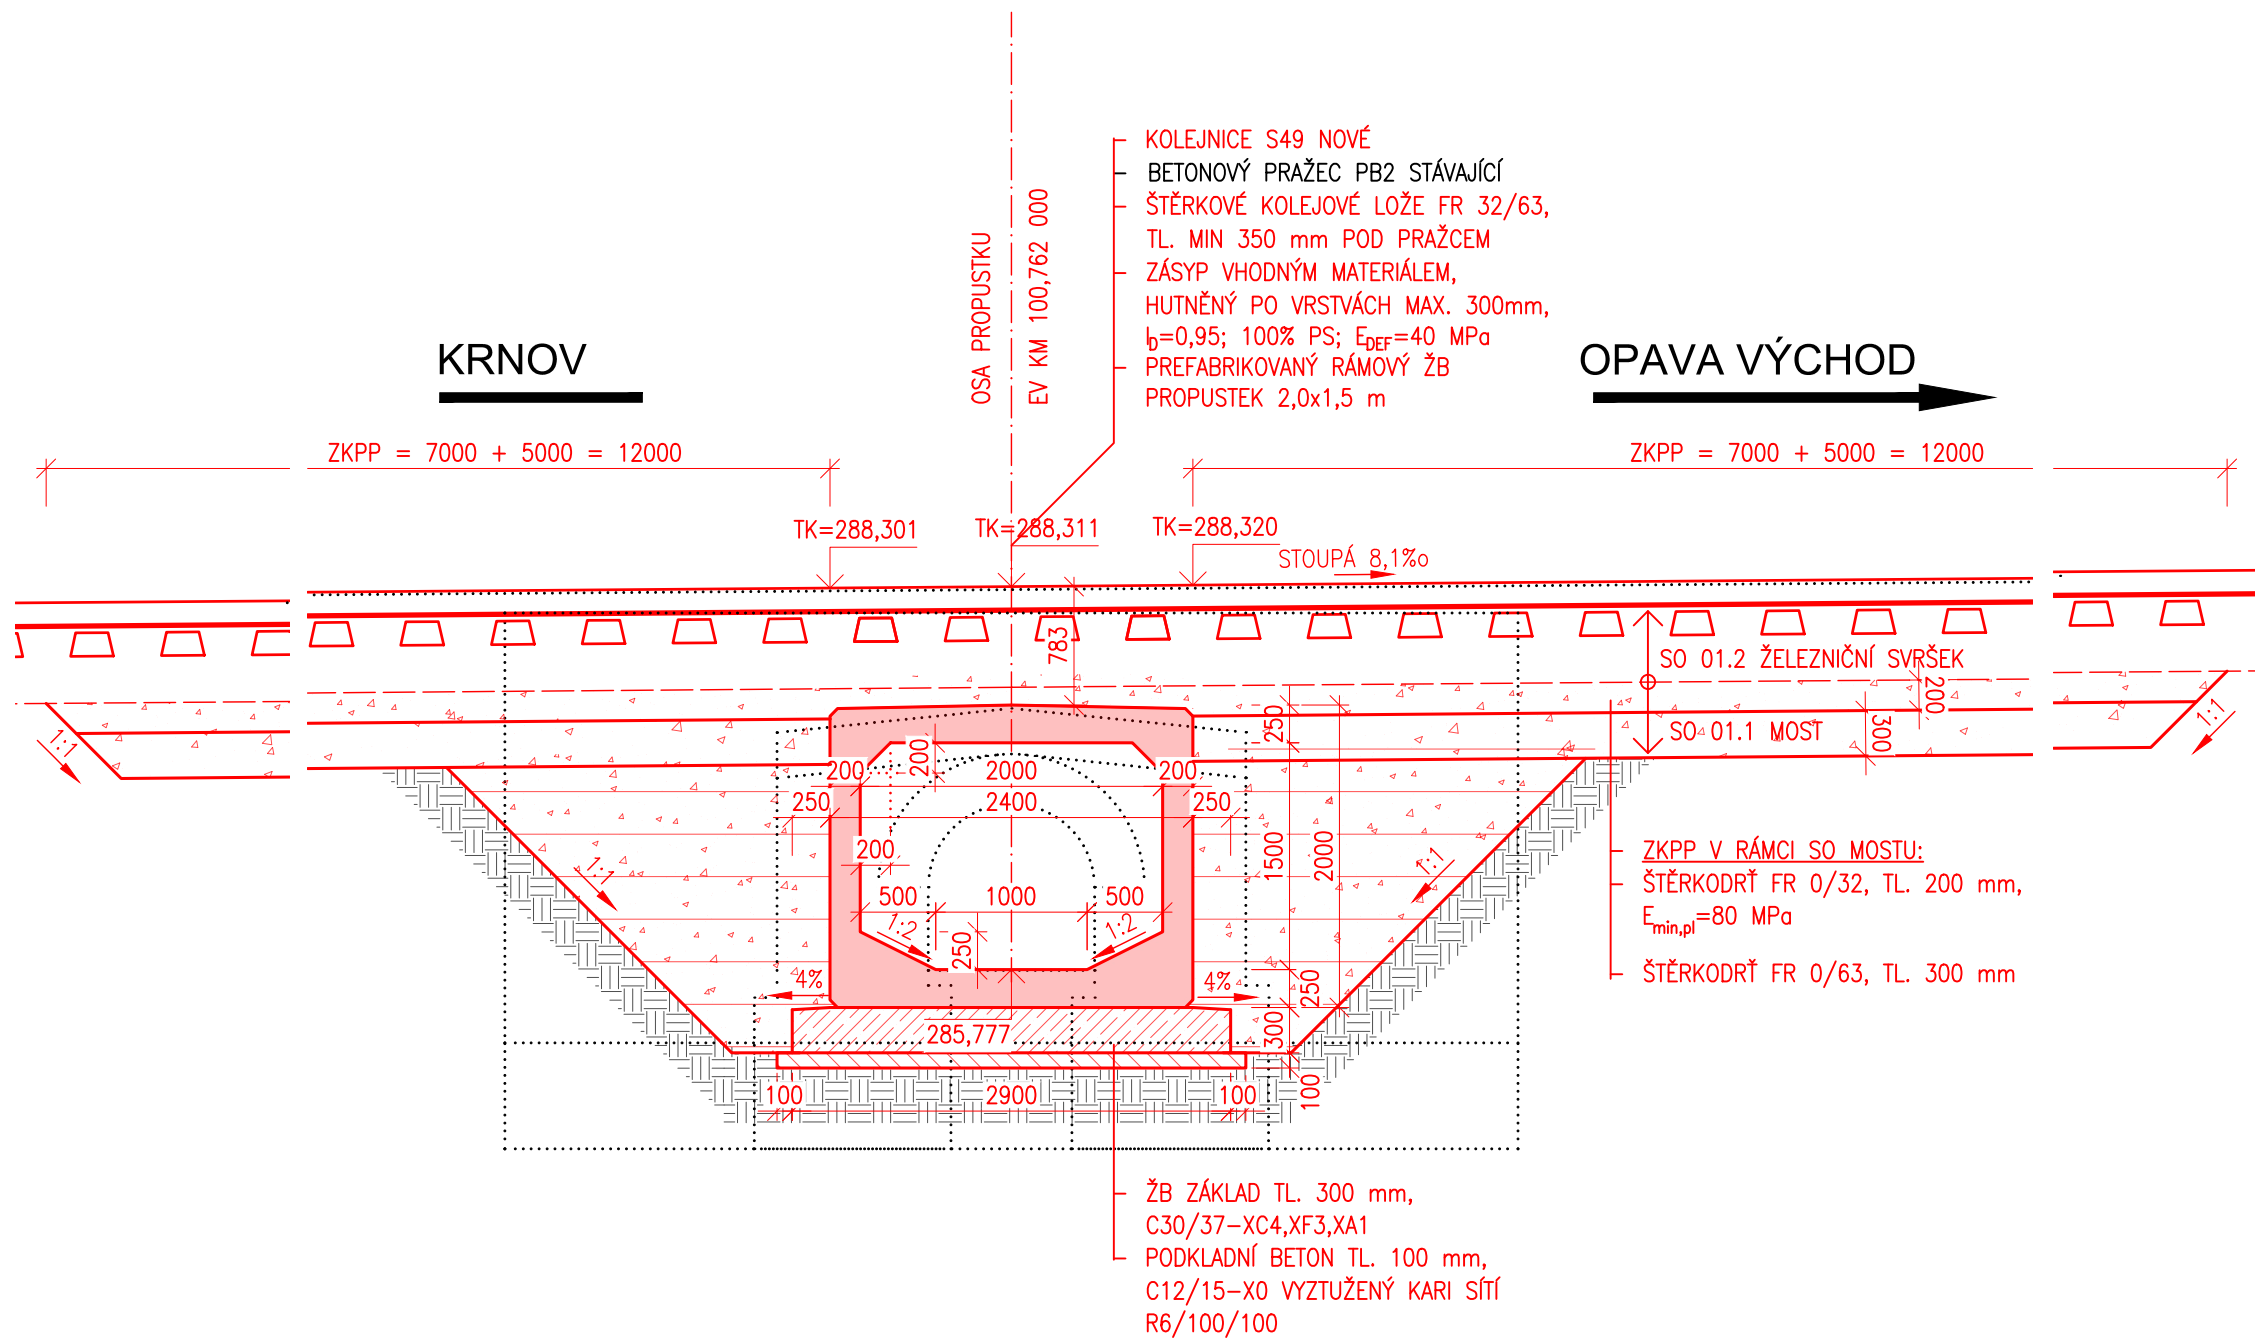 KOLEJNICE S49 NOVÉ
BETONOVÝ PRAŽEC PB2 STÁVAJÍCÍ
ŠTĚRKOVÉ KOLEJOVÉ LOŽE FR 32/63,
TL. MIN 350 mm POD PRAŽCEM
ZÁSYP VHODNÝM MATERIÁLEM,
HUTNĚNÝ PO VRSTVÁCH MAX. 300mm,
ID=0,95; 100% PS; EDEF=40 MPa
PREFABRIKOVANÝ RÁMOVÝ ŽB
PROPUSTEK 2,0x1,5 m
OSA PROPUSTKU
EV KM 100,762 000
KRNOV
OPAVA VÝCHOD
ZKPP = 7000 + 5000 = 12000
ZKPP = 7000 + 5000 = 12000
TK=288,301
TK=288,311
TK=288,320
STOUPÁ 8,1‰
783
SO 01.2 ŽELEZNIČNÍ SVRŠEK
200
SO 01.1 MOST
300
1:1
1:1
250
200
200
2000
200
250
2400
250
200
1500
2000
1:1
1:1
500
1000
500
1:2
1:2
250
4%
4%
250
285,777
300
100
2900
100
100
ZKPP V RÁMCI SO MOSTU:
ŠTĚRKODRŤ FR 0/32, TL. 200 mm,
Emin,pl=80 MPa
ŠTĚRKODRŤ FR 0/63, TL. 300 mm
ŽB ZÁKLAD TL. 300 mm,
C30/37-XC4,XF3,XA1
PODKLADNÍ BETON TL. 100 mm,
C12/15-X0 VYZTUŽENÝ KARI SÍTÍ
R6/100/100